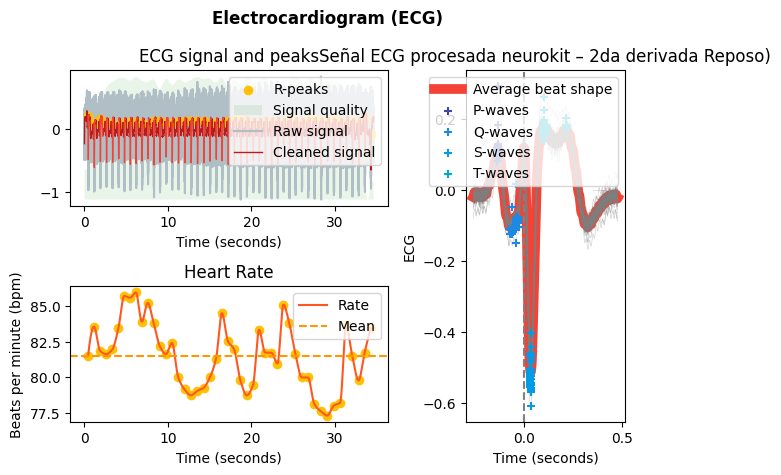 Electrocardiogram (ECG)
ECG signal and peaksSeñal ECG procesada neurokit – 2da derivada Reposo)
R-peaks
Signal quality
Raw signal
Cleaned signal
0
−1
0
10
20
30
Time (seconds)
Heart Rate
Rate
Mean
Beats per minute (bpm)
85.0
82.5
80.0
77.5
0
10
20
30
Time (seconds)
Average beat shape
P-waves
Q-waves
S-waves
T-waves
ECG
0.2
0.0
−0.2
−0.4
−0.6
0.0
0.5
Time (seconds)